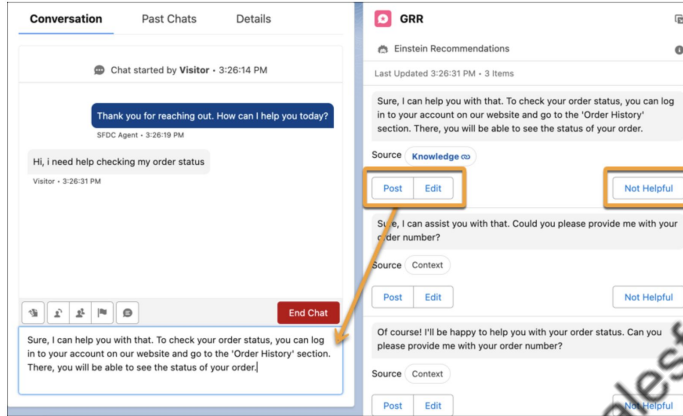 Conversation Past Chats Details
Chat started by Visitor • 3:26:14 PM
Thank you for reaching out. How can I help you today?
SFDC Agent • 3:26:19 PM
Hi, i need help checking my order status
Visitor • 3:26:31 PM
End Chat
Sure, I can help you with that. To check your order status, you can log
in to your account on our website and go to the 'Order History' section.
There, you will be able to see the status of your order.
GRR
Einstein Recommendations
Last Updated 3:26:31 PM • 3 Items
Sure, I can help you with that. To check your order status, you can log
in to your account on our website and go to the 'Order History'
section. There, you will be able to see the status of your order.
Source Knowledge
Post Edit Not Helpful
Sure, I can assist you with that. Could you please provide me with your
order number?
Source Context
Post Edit Not Helpful
Of course! I'll be happy to help you with your order status. Can you
please provide me with your order number?
Source Context
Post Edit Not Helpful